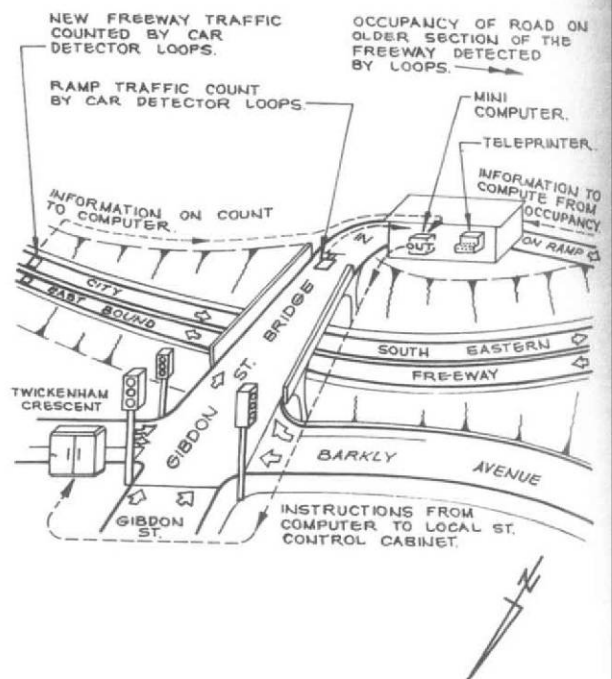 NEW FREEWAY TRAFFIC
COUNTED BY CAR
DETECTOR LOOPS.
OCCUPANCY OF ROAD ON
OLDER SECTION OF THE
FREEWAY DETECTED
BY LOOPS.
RAMP TRAFFIC COUNT
BY CAR DETECTOR LOOPS.
MINI
COMPUTER.
TELEPRINTER.
INFORMATION ON COUNT
TO COMPUTER.
INFORMATION TO
COMPUTE FROM
OCCUPANCY
IN
OUT
ON RAMP
CITY
EAST BOUND
GIBDON ST. BRIDGE
SOUTH EASTERN
FREEWAY
TWICKENHAM
CRESCENT
BARKLY AVENUE
GIBDON
ST.
INSTRUCTIONS FROM
COMPUTER TO LOCAL ST.
CONTROL CABINET.
N